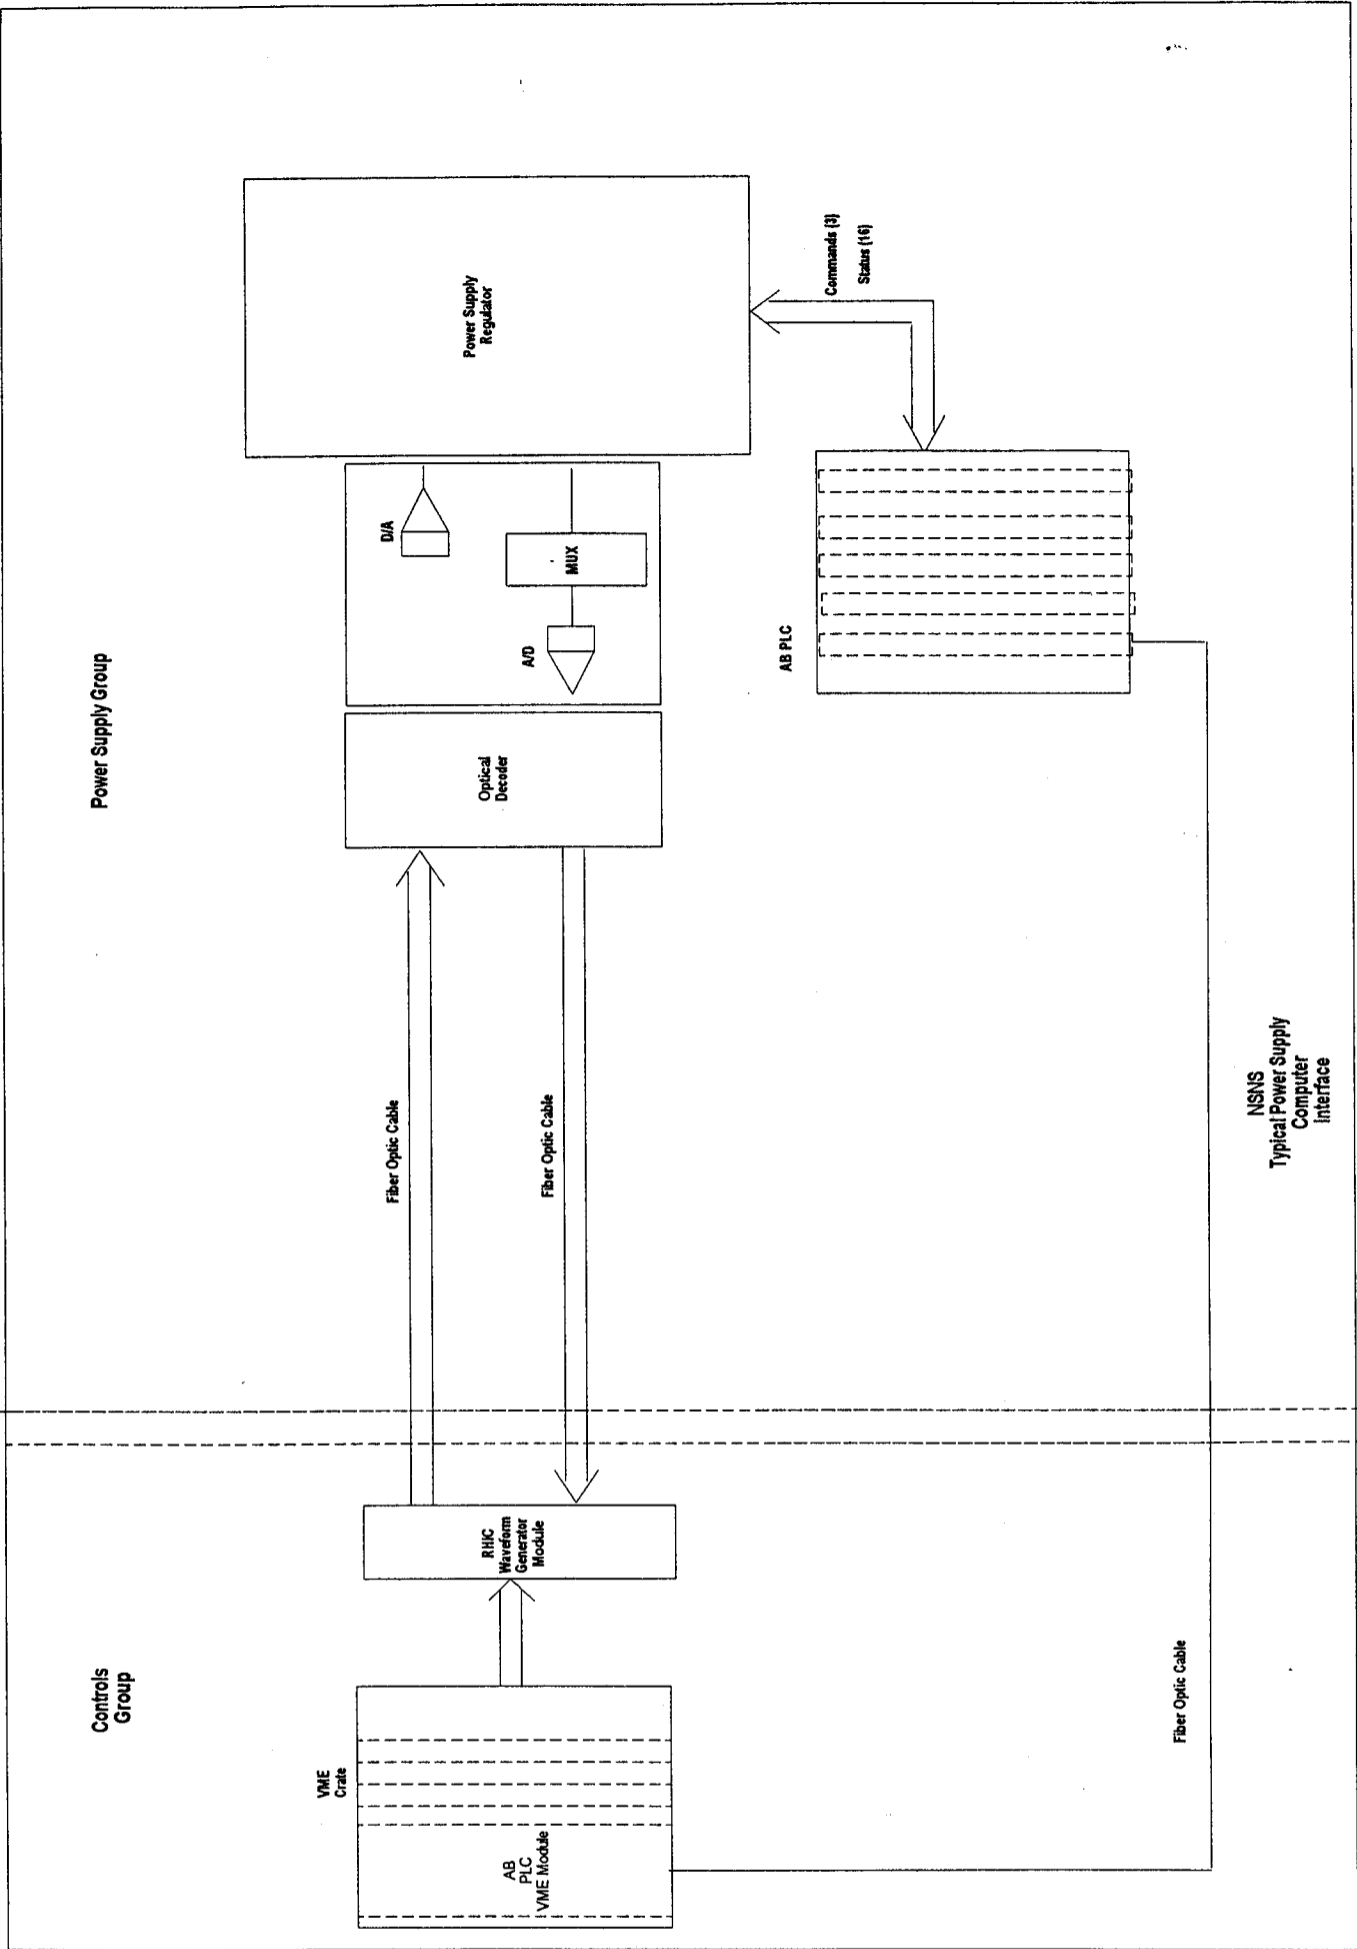 Controls
Group
Power Supply Group
VME
Crate
AB
PLC
VME Module
RHIC
Waveform
Generator
Module
Fiber Optic Cable
Fiber Optic Cable
Optical
Decoder
D/A
A/D
MUX
Power Supply
Regulator
Commands (3)
Status (16)
AB PLC
Fiber Optic Cable
NSNS
Typical Power Supply
Computer
Interface